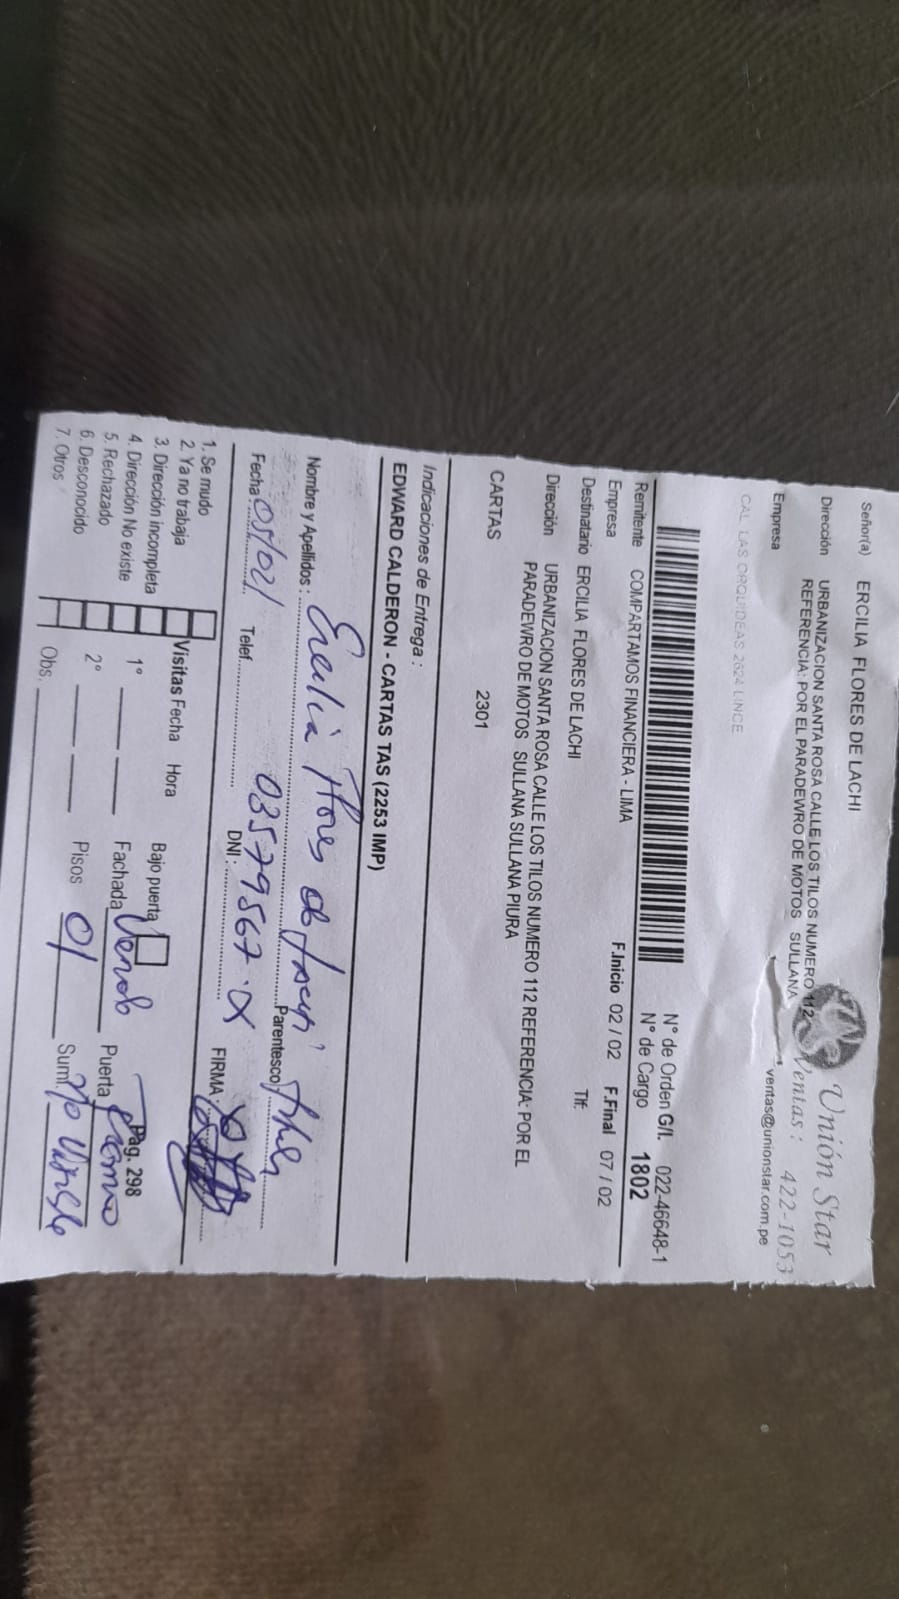 Señor(a) ERCILIA FLORES DE LACHI
Dirección URBANIZACION SANTA ROSA CALLE LOS TILOS NUMERO 112
REFERENCIA: POR EL PARADEWRO DE MOTOS SULLANA
Empresa
Unión Star
Ventas: 422-1053
ventas@unionstar.com.pe
CAL LAS ORQUIDEAS 2624 LINCE
N° de Orden G/I. 022-46648-1
N° de Cargo 1802
Remitente COMPARTAMOS FINANCIERA - LIMA
F.Inicio 02 / 02 F.Final 07 / 02
Empresa
Destinatario ERCILIA FLORES DE LACHI
Tlf:
Dirección URBANIZACION SANTA ROSA CALLE LOS TILOS NUMERO 112 REFERENCIA: POR EL
PARADEWRO DE MOTOS SULLANA SULLANA PIURA
CARTAS 2301
Indicaciones de Entrega :
EDWARD CALDERON - CARTAS TAS (2253 IMP)
Nombre y Apellidos : Ercilia Flores de Parentesco
Fecha: 05/02/ Telef. DNI: 03579567 FIRMA:
1. Se mudo
2. Ya no trabaja
3. Dirección incompleta
4. Dirección No existe
5. Rechazado
6. Desconocido
7. Otros
Visitas Fecha Hora
1°
2°
Obs.
Bajo puerta
Fachada Verde
Pisos 01
Pag. 298
Puerta
Sumi. No Visible